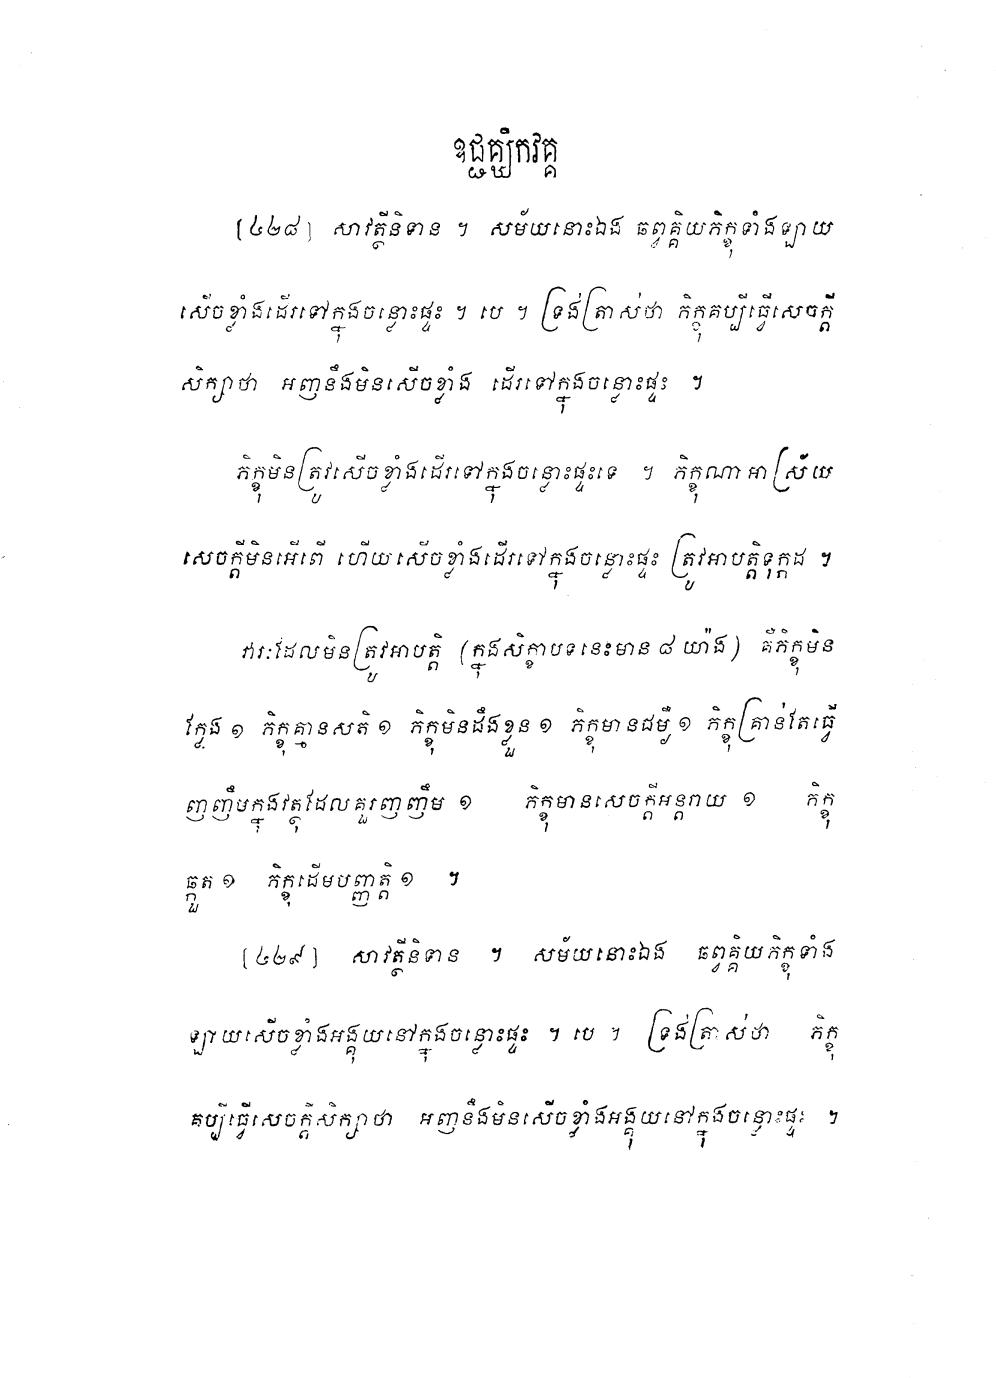 ឧជ្ជគ្ឃិកវគ្គ
[៤២៨] សាវត្ថីនិទាន ។ សម័យនោះឯង ឆព្វគ្គិយភិក្ខុទាំងឡាយ
សើចខ្លាំងដើរទៅក្នុងចន្លោះផ្ទះ ។ បេ ។ ទ្រង់ត្រាស់ថា ភិក្ខុគប្បីធ្វើសេចក្តី
សិក្សាថា អញនឹងមិនសើចខ្លាំង ដើរទៅក្នុងចន្លោះផ្ទះ ។
ភិក្ខុមិនត្រូវសើចខ្លាំងដើរទៅក្នុងចន្លោះផ្ទះទេ ។ ភិក្ខុណាអាស្រ័យ
សេចក្តីមិនអើពើ ហើយសើចខ្លាំងដើរទៅក្នុងចន្លោះផ្ទះ ត្រូវអាបត្តិទុក្កដ ។
វារៈដែលមិនត្រូវអាបត្តិ (ក្នុងសិក្ខាបទនេះមាន ៨ យ៉ាង) គឺភិក្ខុមិន
ក្លែង ១ ភិក្ខុគ្មានសតិ ១ ភិក្ខុមិនដឹងខ្លួន ១ ភិក្ខុមានជម្ងឺ ១ ភិក្ខុគ្រាន់តែធ្វើ
ញញឹមក្នុងវត្ថុដែលគួរញញឹម ១ ភិក្ខុមានសេចក្តីអន្តរាយ ១ ភិក្ខុ
ឆ្កួត ១ ភិក្ខុដើមបញ្ញត្តិ ១ ។
[៤២៩] សាវត្ថីនិទាន ។ សម័យនោះឯង ឆព្វគ្គិយភិក្ខុទាំង
ឡាយសើចខ្លាំងអង្គុយនៅក្នុងចន្លោះផ្ទះ ។ បេ ។ ទ្រង់ត្រាស់ថា ភិក្ខុ
គប្បីធ្វើសេចក្តីសិក្សាថា អញនឹងមិនសើចខ្លាំងអង្គុយនៅក្នុងចន្លោះផ្ទះ ។